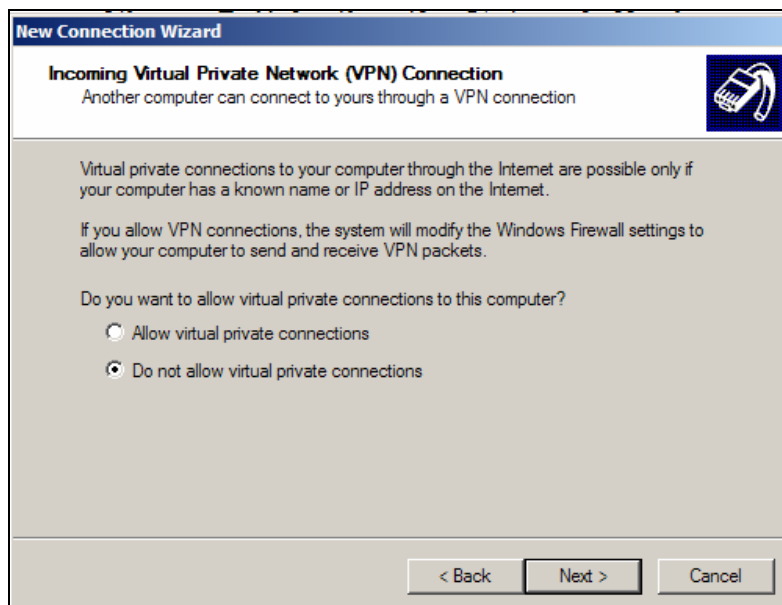 New Connection Wizard
Incoming Virtual Private Network (VPN) Connection
Another computer can connect to yours through a VPN connection
Virtual private connections to your computer through the Internet are possible only if
your computer has a known name or IP address on the Internet.
If you allow VPN connections, the system will modify the Windows Firewall settings to
allow your computer to send and receive VPN packets.
Do you want to allow virtual private connections to this computer?
Allow virtual private connections
Do not allow virtual private connections
< Back Next > Cancel